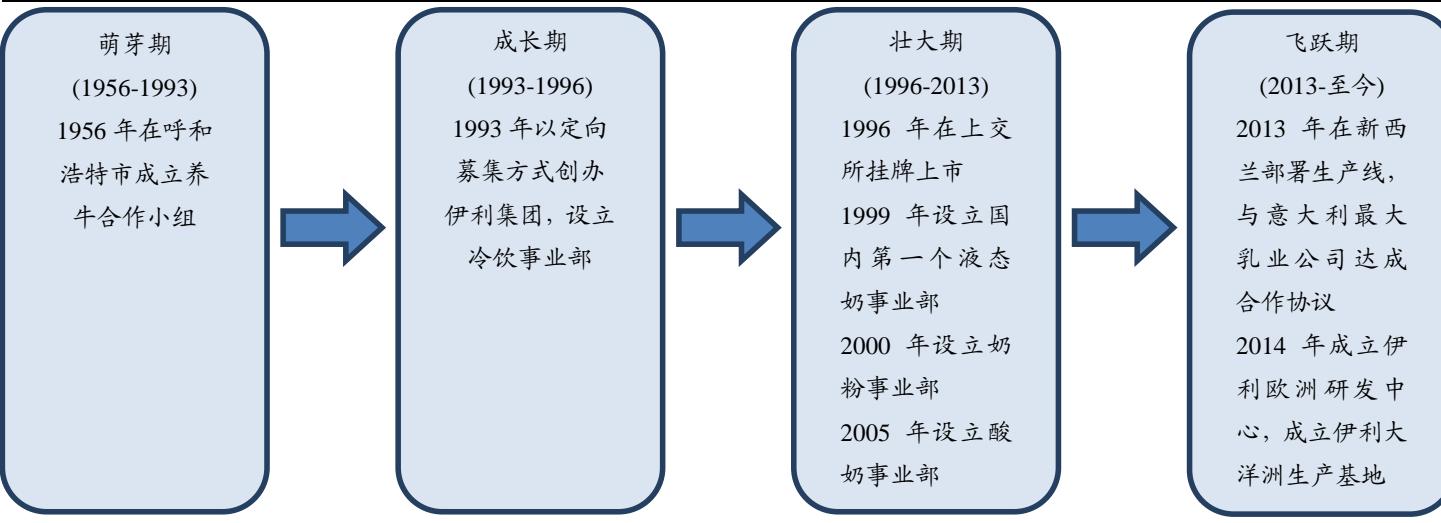 萌芽期
(1956-1993)
1956 年在呼和
浩特市成立养
牛合作小组
成长期
(1993-1996)
1993 年以定向
募集方式创办
伊利集团，设立
冷饮事业部
壮大期
(1996-2013)
1996 年在上交
所挂牌上市
1999 年设立国
内第一个液态
奶事业部
2000 年设立奶
粉事业部
2005 年设立酸
奶事业部
飞跃期
(2013-至今)
2013 年在新西
兰部署生产线，
与意大利最大
乳业公司达成
合作协议
2014 年成立伊
利欧洲研发中
心，成立伊利大
洋洲生产基地